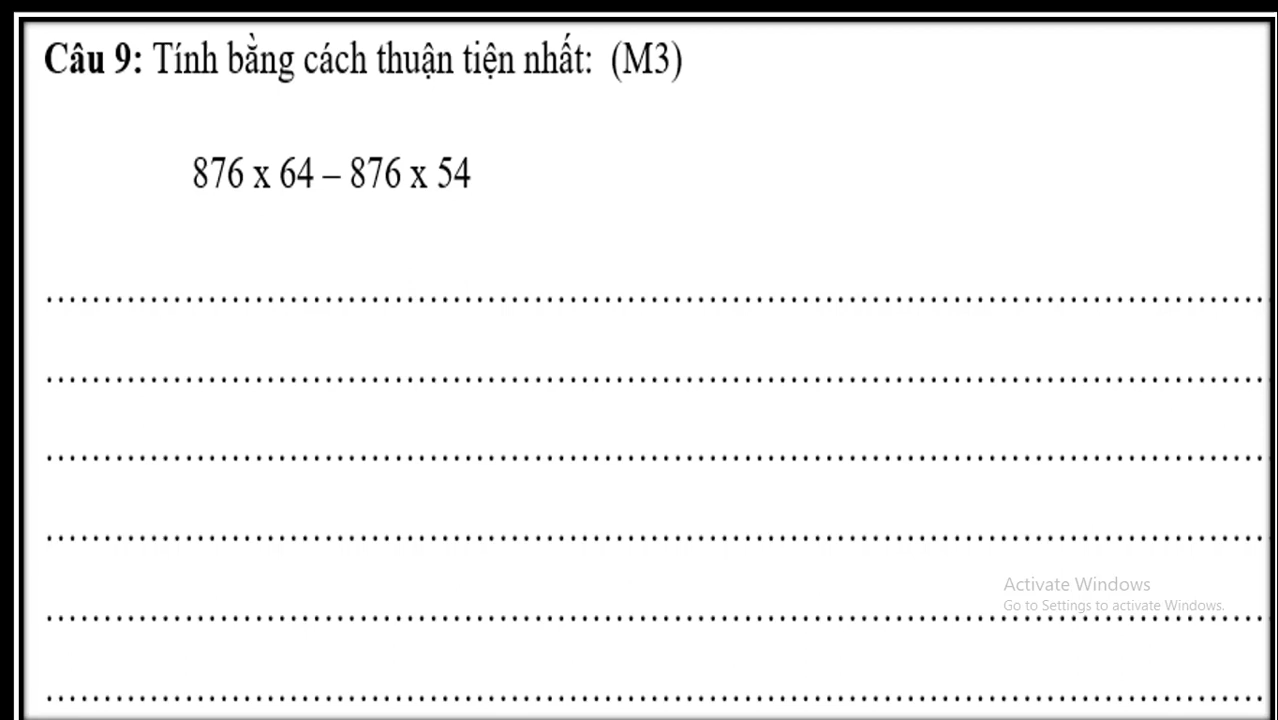 Câu 9: Tính bằng cách thuận tiện nhất: (M3)
876 x 64 – 876 x 54
Activate Windows
Go to Settings to activate Windows.